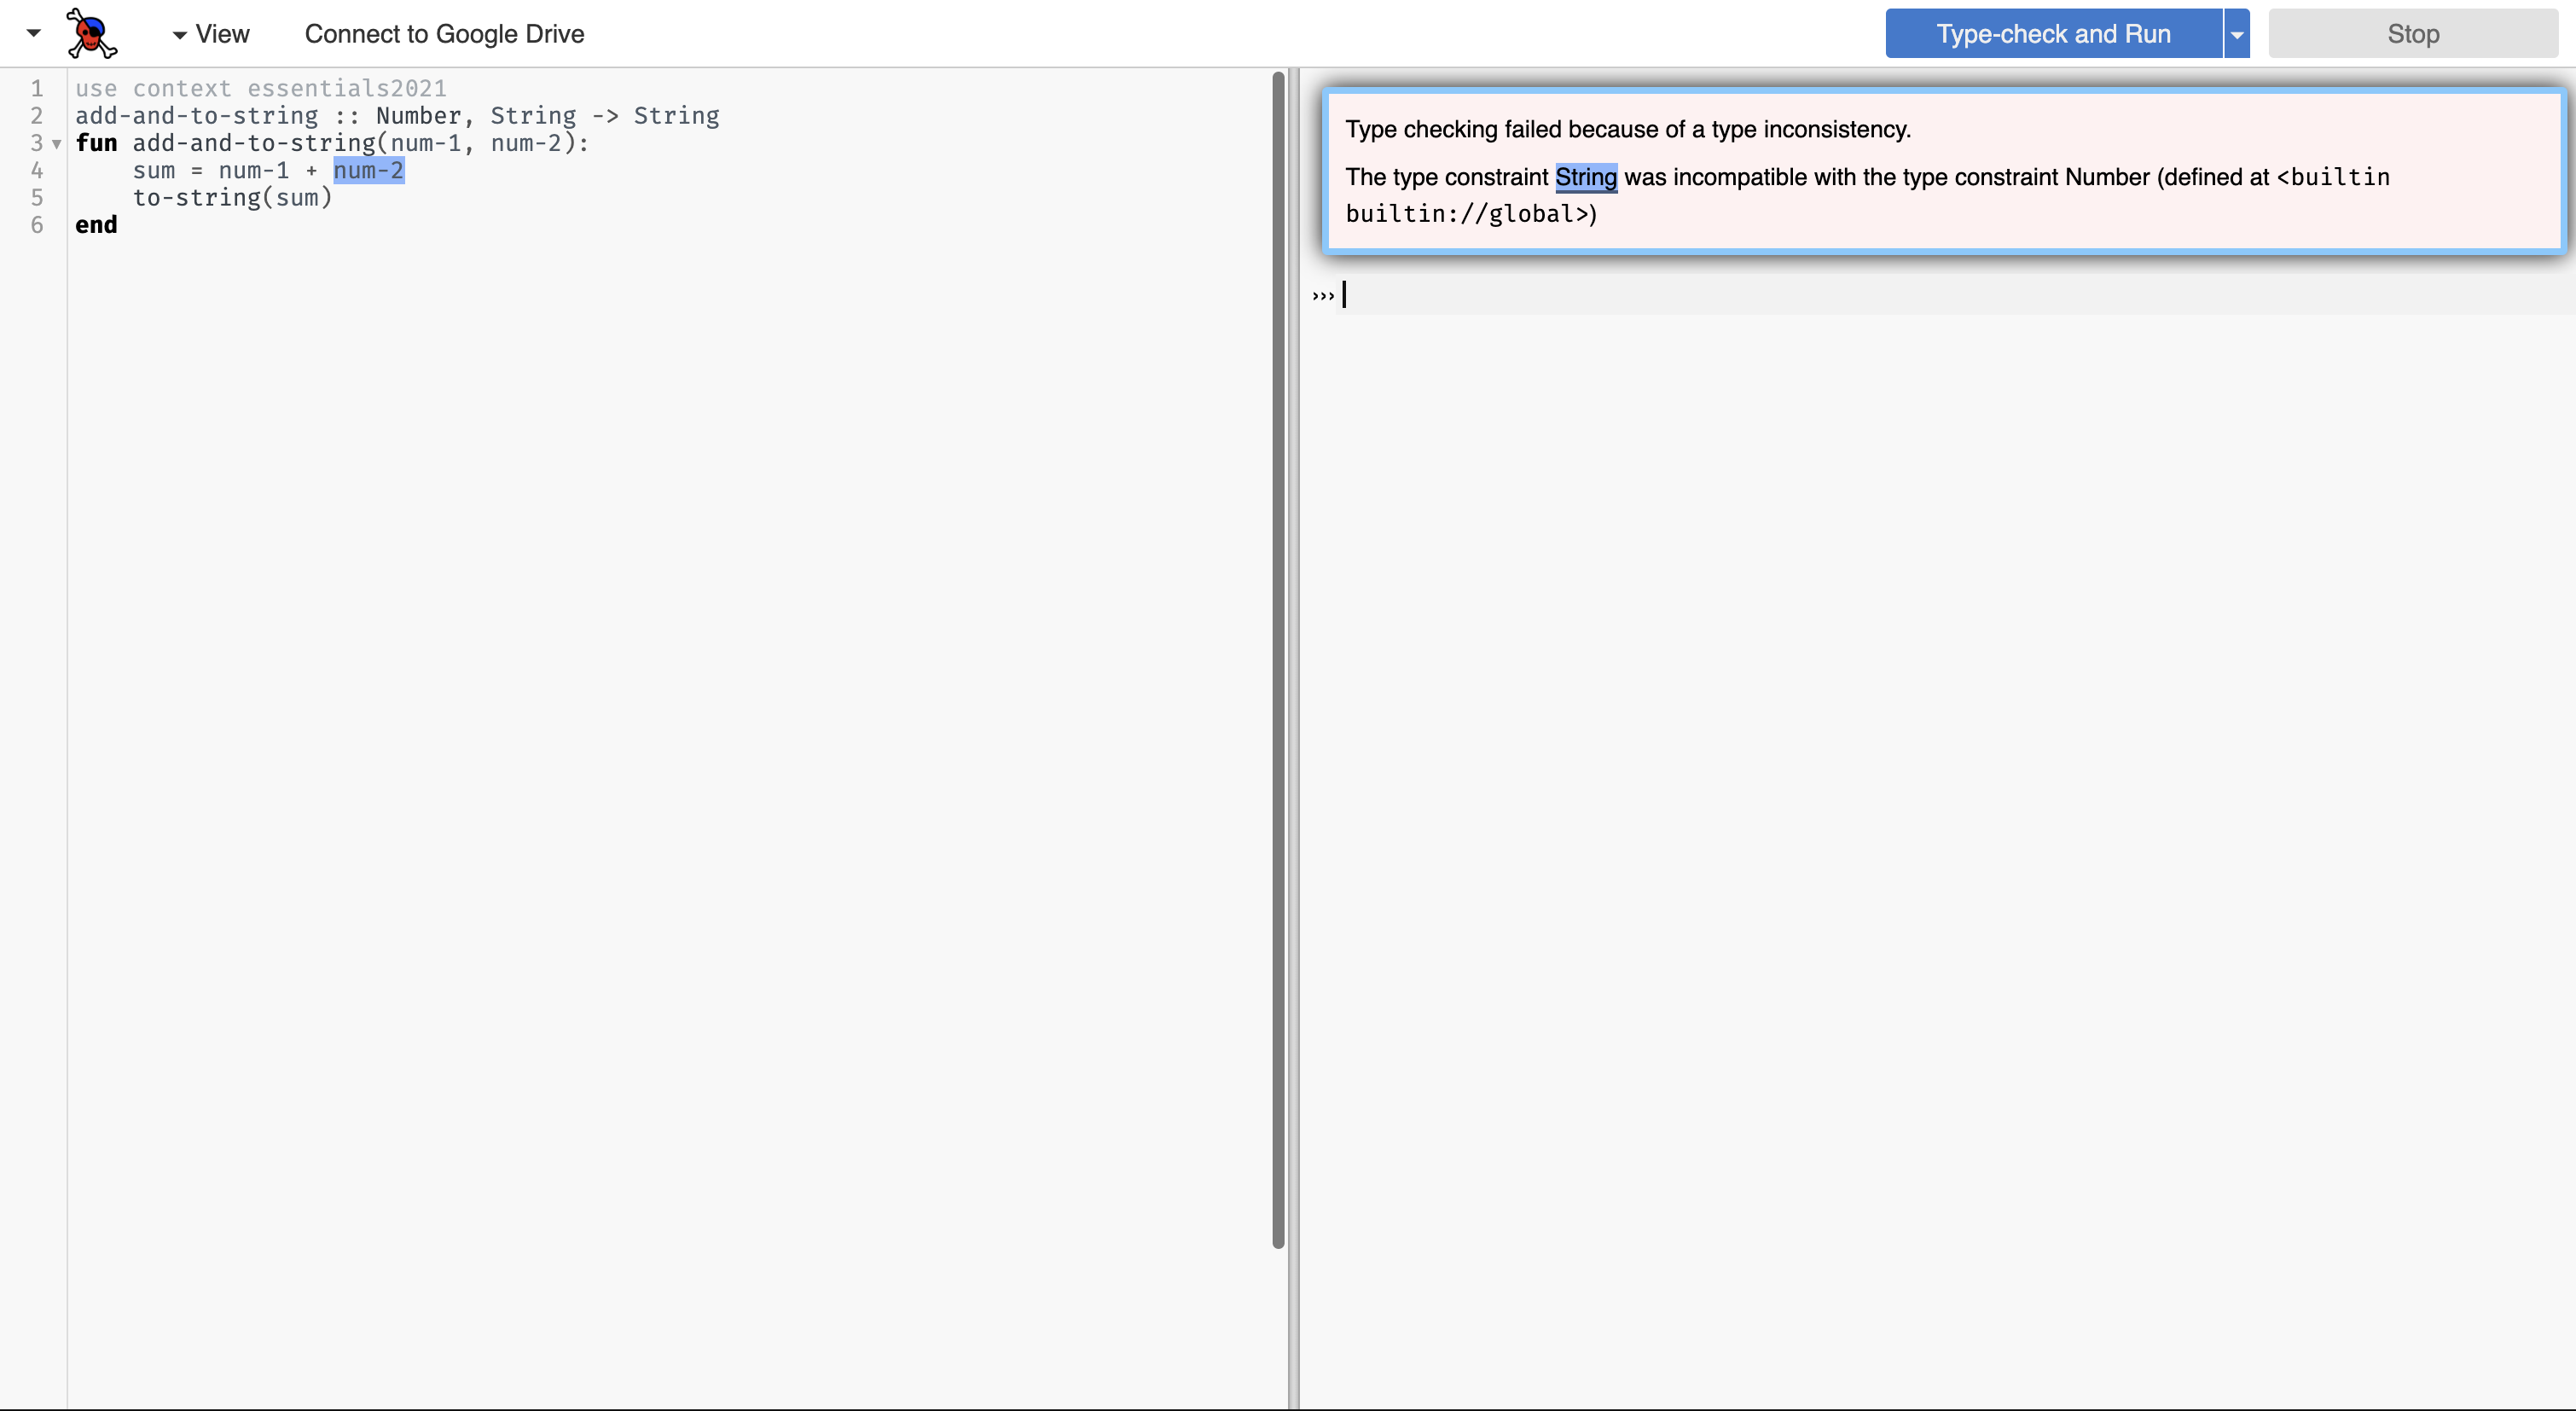 View Connect to Google Drive Type-check and Run Stop
1 use context essentials2021
2 add-and-to-string :: Number, String -> String
3 fun add-and-to-string(num-1, num-2):
4 sum = num-1 + num-2
5 to-string(sum)
6 end
Type checking failed because of a type inconsistency.
The type constraint String was incompatible with the type constraint Number (defined at <builtin
builtin://global>)
›››